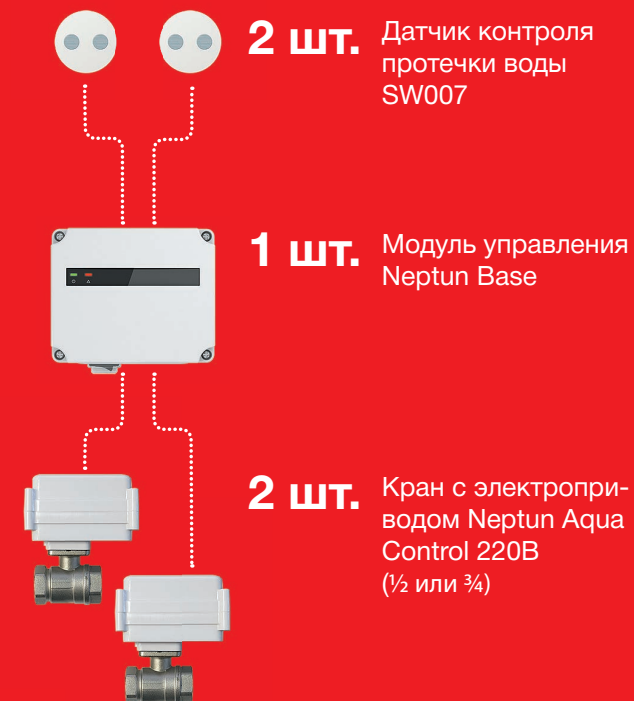 2 шт.
Датчик контроля
протечки воды
SW007
1 шт.
Модуль управления
Neptun Base
2 шт.
Кран с электропри-
водом Neptun Aqua
Control 220В
(½ или ¾)